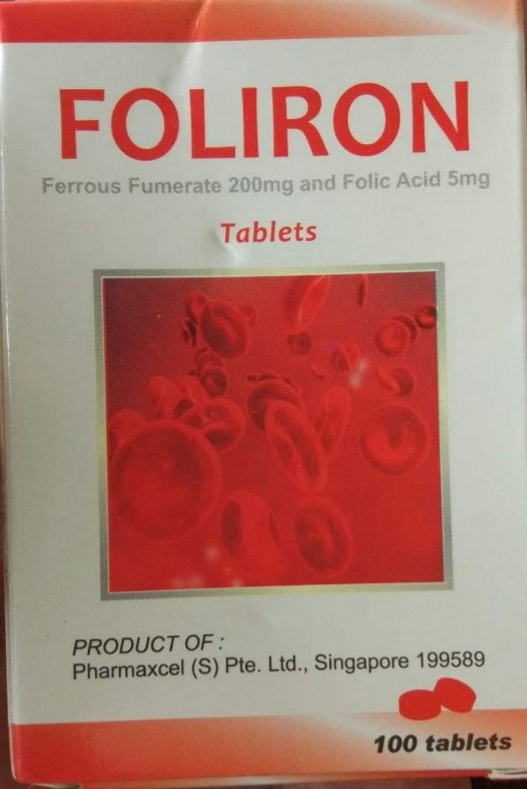 FOLIRON
Ferrous Fumerate 200mg and Folic Acid 5mg
Tablets
PRODUCT OF :
Pharmaxcel (S) Pte. Ltd., Singapore 199589
100 tablets